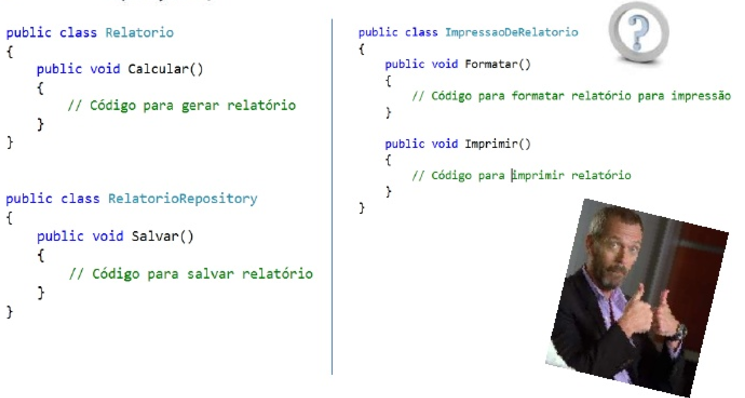 public class Relatorio
{
public void Calcular()
{
// Código para gerar relatório
}
}
public class RelatorioRepository
{
public void Salvar()
{
// Código para salvar relatório
}
}
public class ImpressaoDeRelatorio
{
public void Formatar()
{
// Código para formatar relatório para impressão
}
public void Imprimir()
{
// Código para imprimir relatório
}
}
?